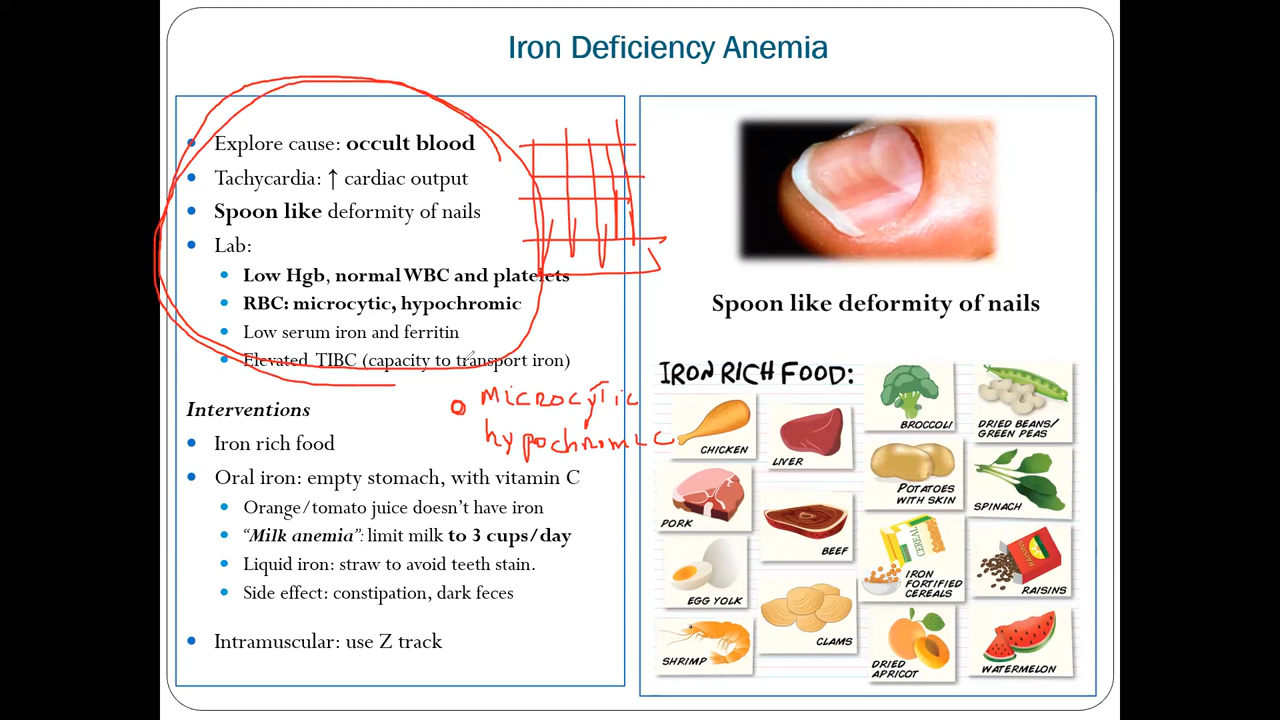 Iron Deficiency Anemia
Explore cause: occult blood
Tachycardia: ↑ cardiac output
Spoon like deformity of nails
Lab:
Low Hgb, normal WBC and platelets
RBC: microcytic, hypochromic
Low serum iron and ferritin
Elevated TIBC (capacity to transport iron)
Microcytic
hypochromic
Interventions
Iron rich food
Oral iron: empty stomach, with vitamin C
Orange/tomato juice doesn't have iron
"Milk anemia": limit milk to 3 cups/day
Liquid iron: straw to avoid teeth stain.
Side effect: constipation, dark feces
Intramuscular: use Z track
Spoon like deformity of nails
IRON RICH FOOD:
CHICKEN
LIVER
BROCCOLI
DRIED BEANS/
GREEN PEAS
PORK
BEEF
POTATOES
WITH SKIN
SPINACH
EGG YOLK
CLAMS
CEREAL
IRON
FORTIFIED
CEREALS
RAISINS
RAISINS
SHRIMP
DRIED
APRICOT
WATERMELON